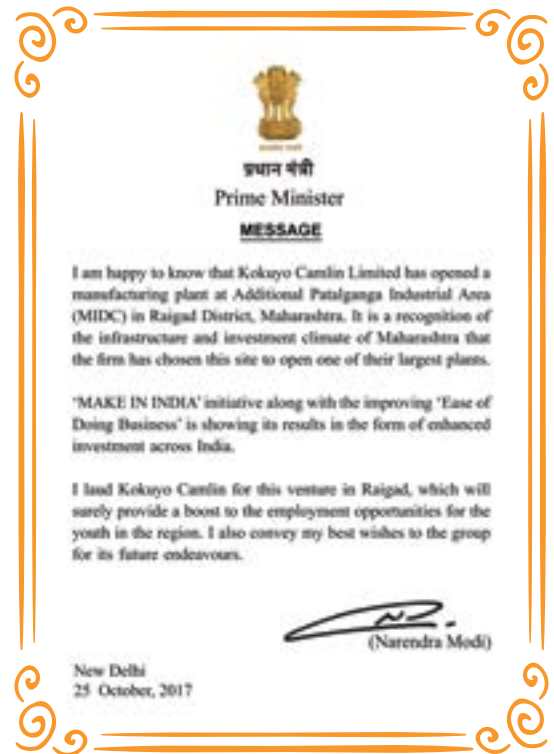 प्रधान मंत्री
Prime Minister
MESSAGE
I am happy to know that Kokuyo Camlin Limited has opened a
manufacturing plant at Additional Patalganga Industrial Area
(MIDC) in Raigad District, Maharashtra. It is a recognition of
the infrastructure and investment climate of Maharashtra that
the firm has chosen this site to open one of their largest plants.
'MAKE IN INDIA' initiative along with the improving 'Ease of
Doing Business' is showing its results in the form of enhanced
investment across India.
I laud Kokuyo Camlin for this venture in Raigad, which will
surely provide a boost to the employment opportunities for the
youth in the region. I also convey my best wishes to the group
for its future endeavours.
(Narendra Modi)
New Delhi
25 October, 2017